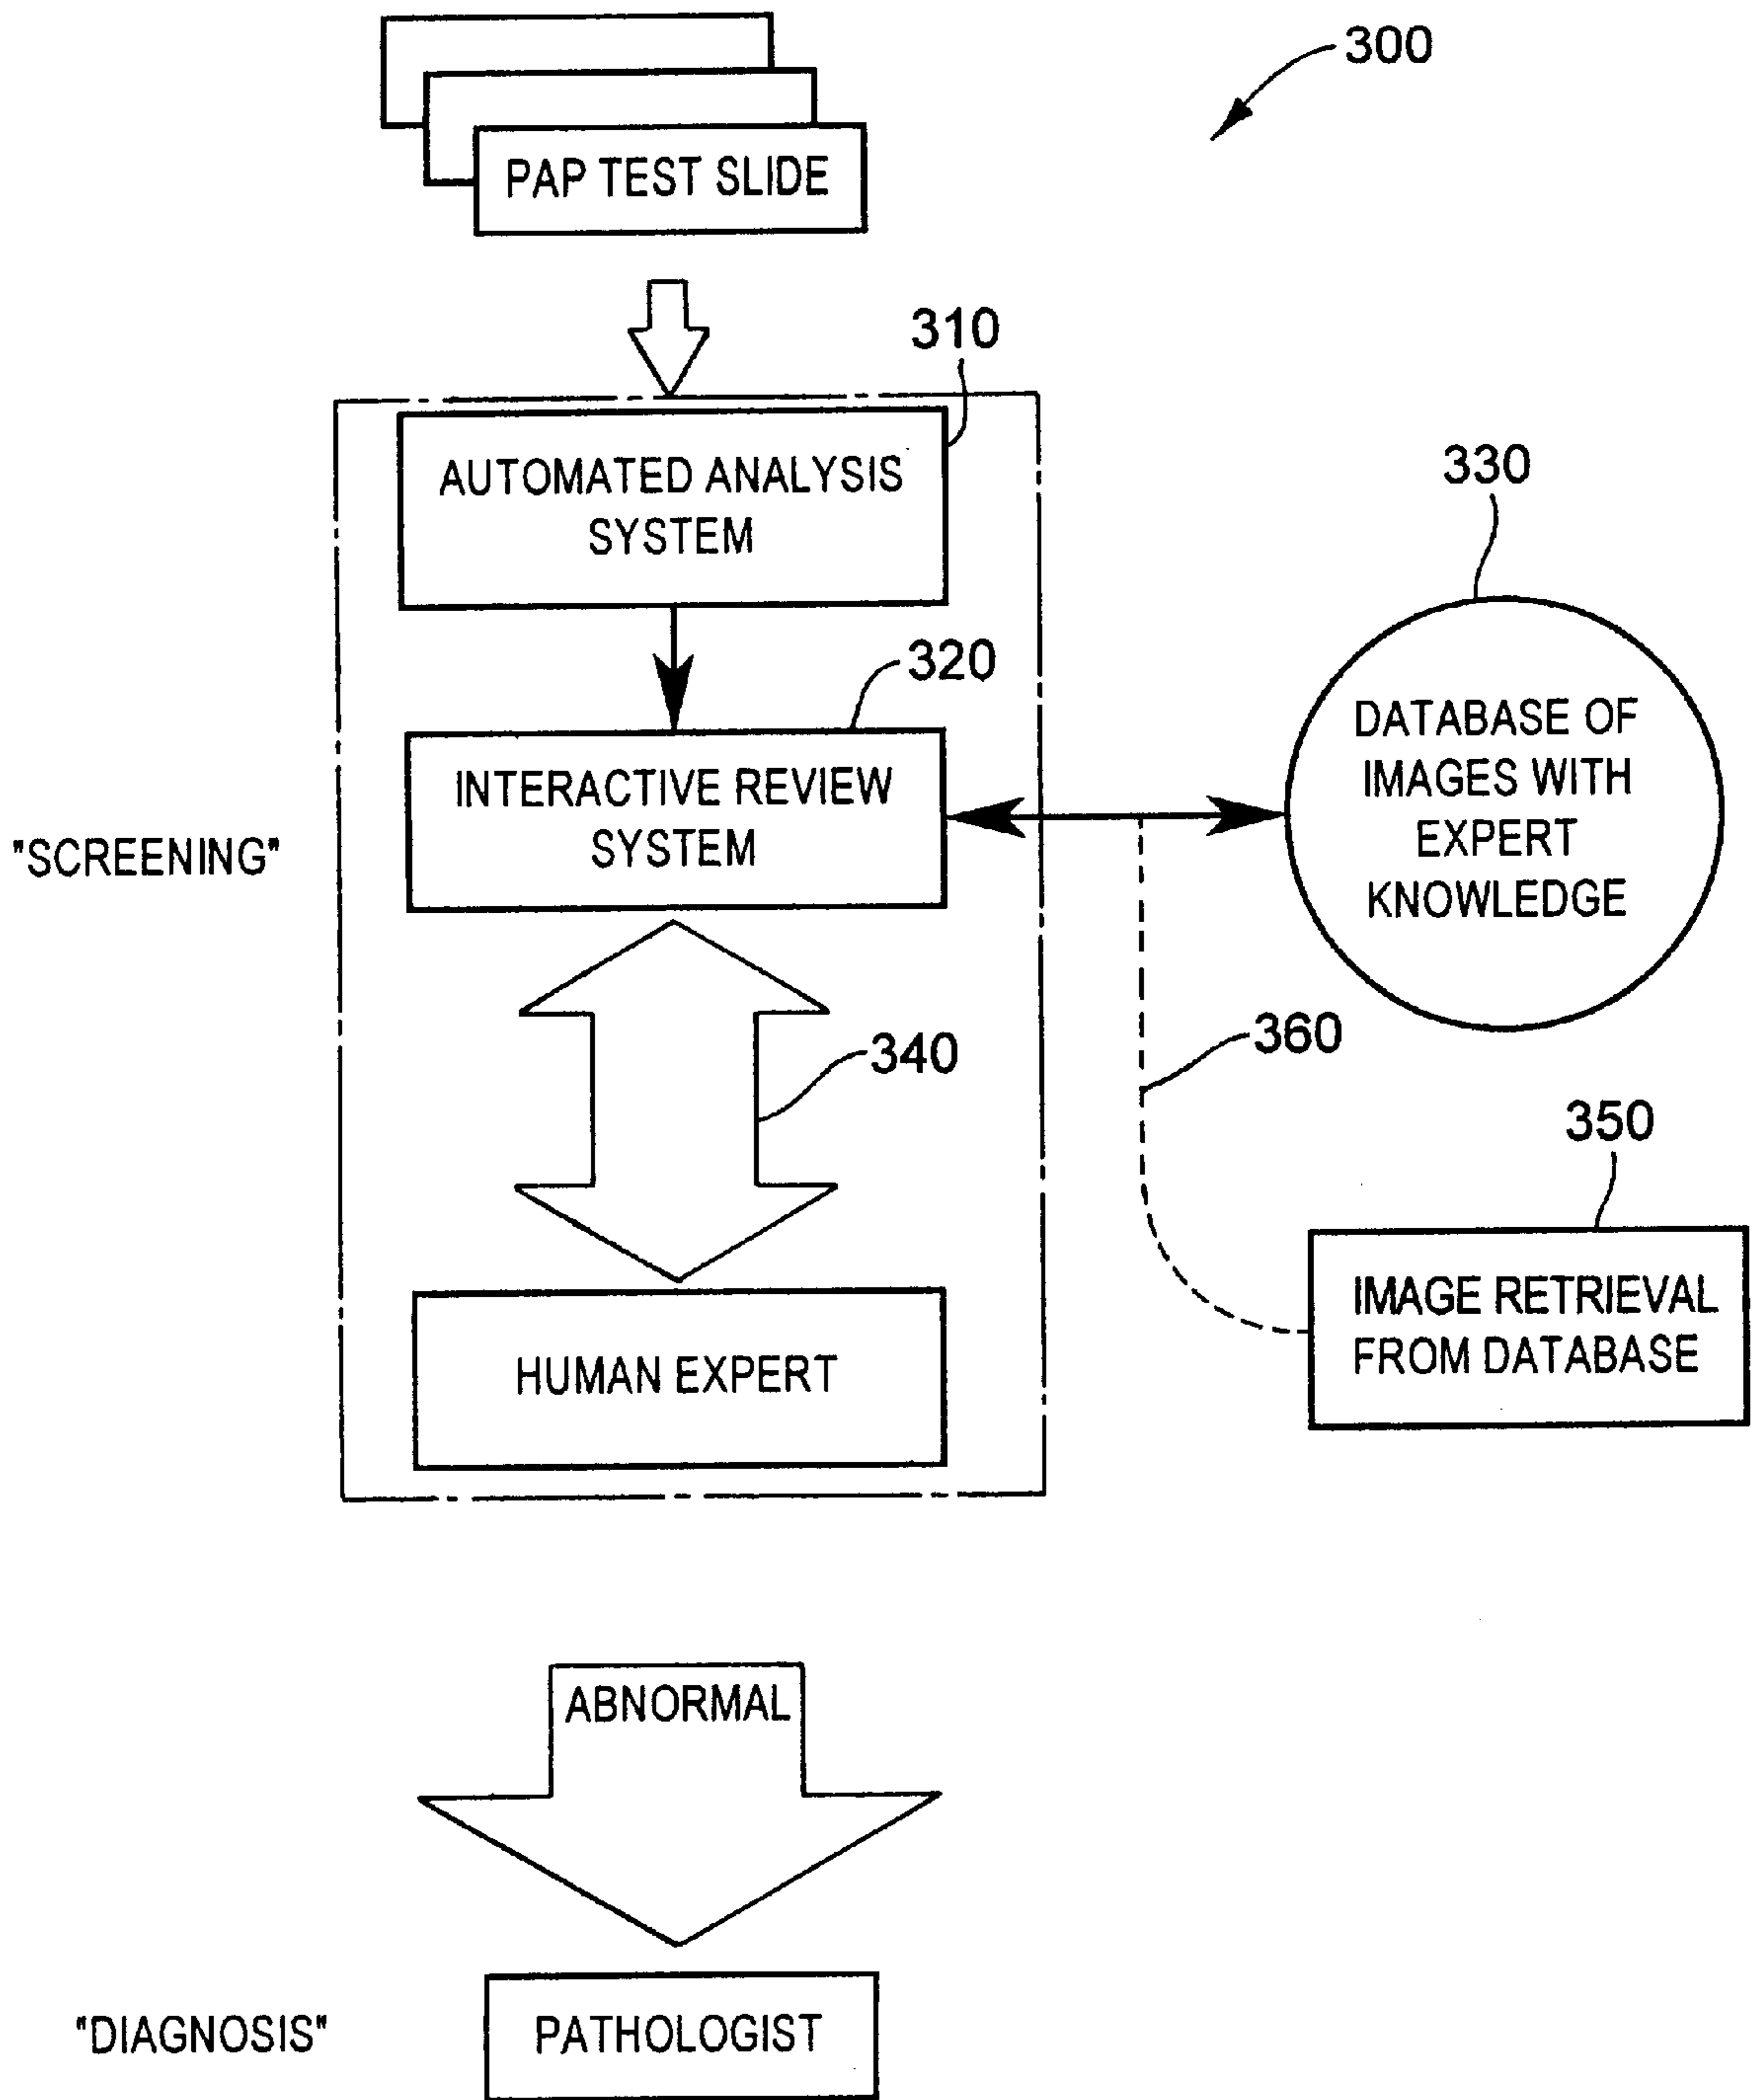 300
PAP TEST SLIDE
310
AUTOMATED ANALYSIS
SYSTEM
330
320
INTERACTIVE REVIEW
SYSTEM
"SCREENING"
DATABASE OF
IMAGES WITH
EXPERT
KNOWLEDGE
340
360
350
IMAGE RETRIEVAL
FROM DATABASE
HUMAN EXPERT
ABNORMAL
"DIAGNOSIS"
PATHOLOGIST